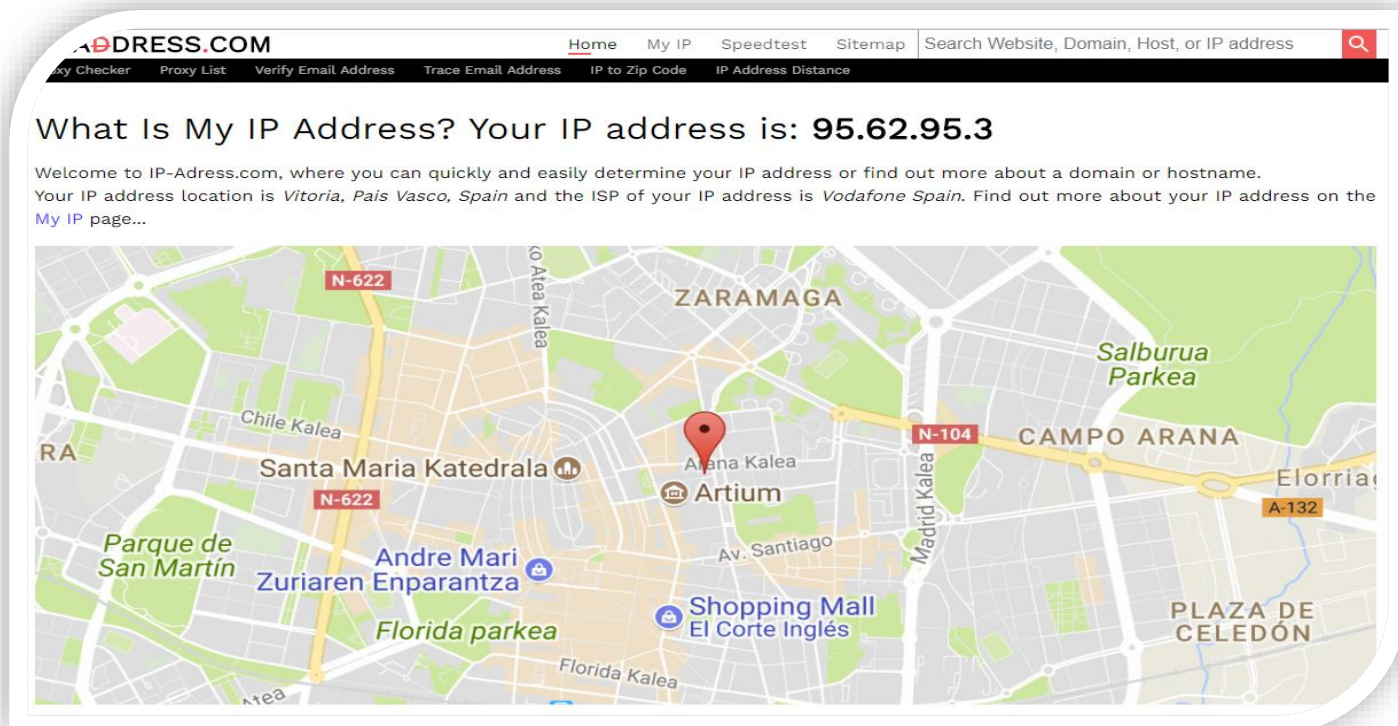 ADDRESS.COM
Home My IP Speedtest Sitemap Search Website, Domain, Host, or IP address
Checker Proxy List Verify Email Address Trace Email Address IP to Zip Code IP Address Distance
What Is My IP Address? Your IP address is: 95.62.95.3
Welcome to IP-Adress.com, where you can quickly and easily determine your IP address or find out more about a domain or hostname.
Your IP address location is Vitoria, Pais Vasco, Spain and the ISP of your IP address is Vodafone Spain. Find out more about your IP address on the
My IP page...
N-622
Atea Kalea
ZARAMAGA
Salburua
Parkea
Chile Kalea
N-104
CAMPO ARANA
RA
Santa Maria Katedrala
Arana Kalea
Elorria
N-622
Artium
A-132
Madrid Kalea
Parque de
San Martín
Andre Mari
Zuriaren Enparantza
Av. Santiago
Shopping Mall
El Corte Inglés
PLAZA DE
CELEDÓN
Florida parkea
Florida Kalea
Atea